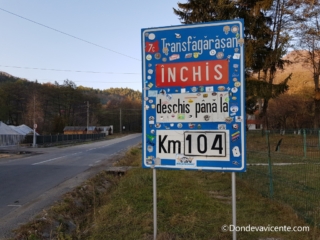 7c Transfăgărășan
ÎNCHIS
deschis până la
Km 104
© Dondevavicente.com